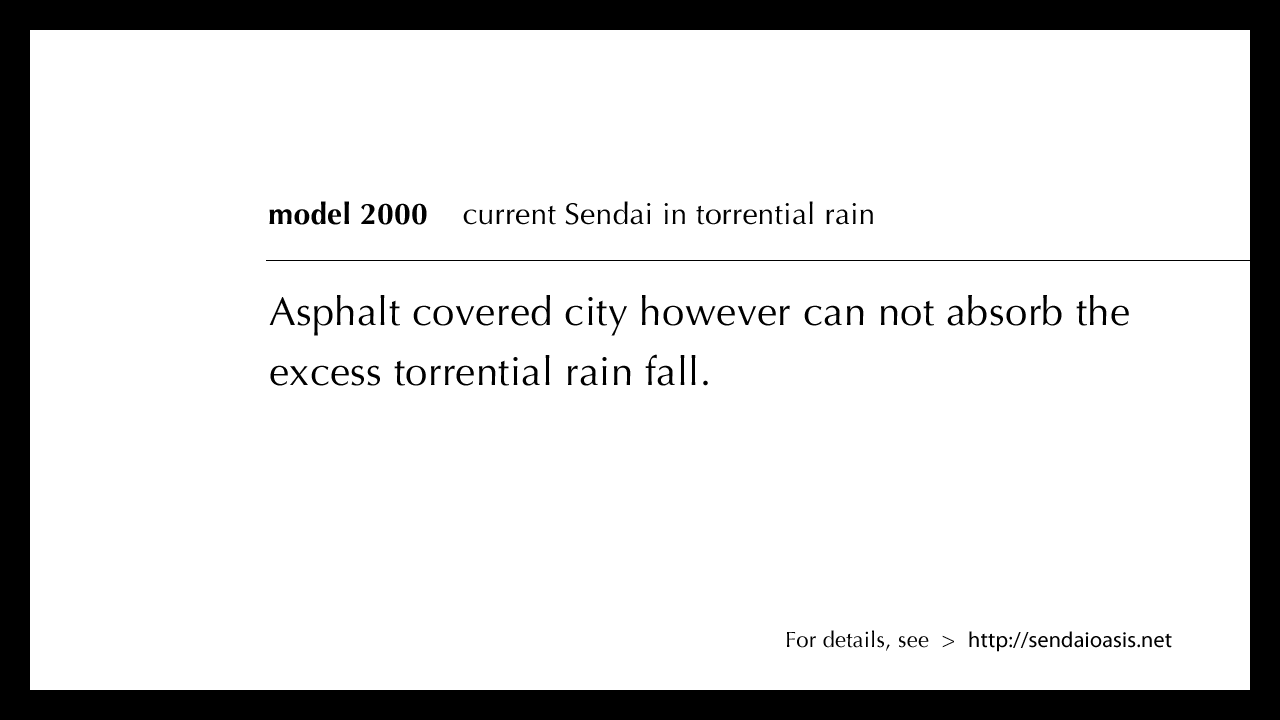 model 2000 current Sendai in torrential rain
Asphalt covered city however can not absorb the
excess torrential rain fall.
For details, see > http://sendaioasis.net